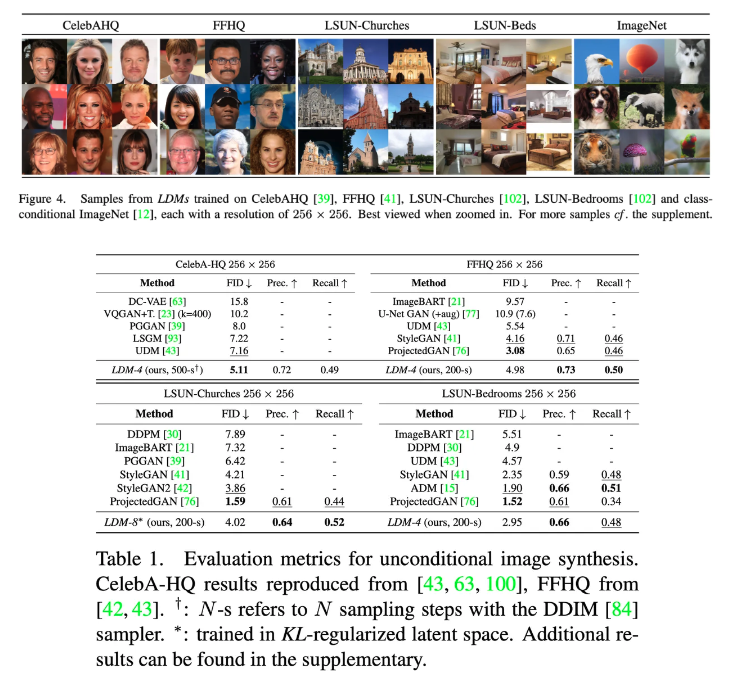 CelebAHQ FFHQ LSUN-Churches LSUN-Beds ImageNet
Figure 4. Samples from LDMs trained on CelebAHQ [39], FFHQ [41], LSUN-Churches [102], LSUN-Bedrooms [102] and class-
conditional ImageNet [12], each with a resolution of 256 × 256. Best viewed when zoomed in. For more samples cf. the supplement.
CelebA-HQ 256 × 256
Method FID ↓ Prec. ↑ Recall ↑
DC-VAE [63] 15.8 - -
VQGAN+T. [23] (k=400) 10.2 - -
PGGAN [39] 8.0 - -
LSGM [93] 7.22 - -
UDM [43] 7.16 - -
LDM-4 (ours, 500-s†) 5.11 0.72 0.49
FFHQ 256 × 256
Method FID ↓ Prec. ↑ Recall ↑
ImageBART [21] 9.57 - -
U-Net GAN (+aug) [77] 10.9 (7.6) - -
UDM [43] 5.54 - -
StyleGAN [41] 4.16 0.71 0.46
ProjectedGAN [76] 3.08 0.65 0.46
LDM-4 (ours, 200-s) 4.98 0.73 0.50
LSUN-Churches 256 × 256
Method FID ↓ Prec. ↑ Recall ↑
DDPM [30] 7.89 - -
ImageBART [21] 7.32 - -
PGGAN [39] 6.42 - -
StyleGAN [41] 4.21 - -
StyleGAN2 [42] 3.86 - -
ProjectedGAN [76] 1.59 0.61 0.44
LDM-8* (ours, 200-s) 4.02 0.64 0.52
LSUN-Bedrooms 256 × 256
Method FID ↓ Prec. ↑ Recall ↑
ImageBART [21] 5.51 - -
DDPM [30] 4.9 - -
UDM [43] 4.57 - -
StyleGAN [41] 2.35 0.59 0.48
ADM [15] 1.90 0.66 0.51
ProjectedGAN [76] 1.52 0.61 0.34
LDM-4 (ours, 200-s) 2.95 0.66 0.48
Table 1. Evaluation metrics for unconditional image synthesis.
CelebA-HQ results reproduced from [43, 63, 100], FFHQ from
[42, 43]. †: N-s refers to N sampling steps with the DDIM [84]
sampler. *: trained in KL-regularized latent space. Additional re-
sults can be found in the supplementary.